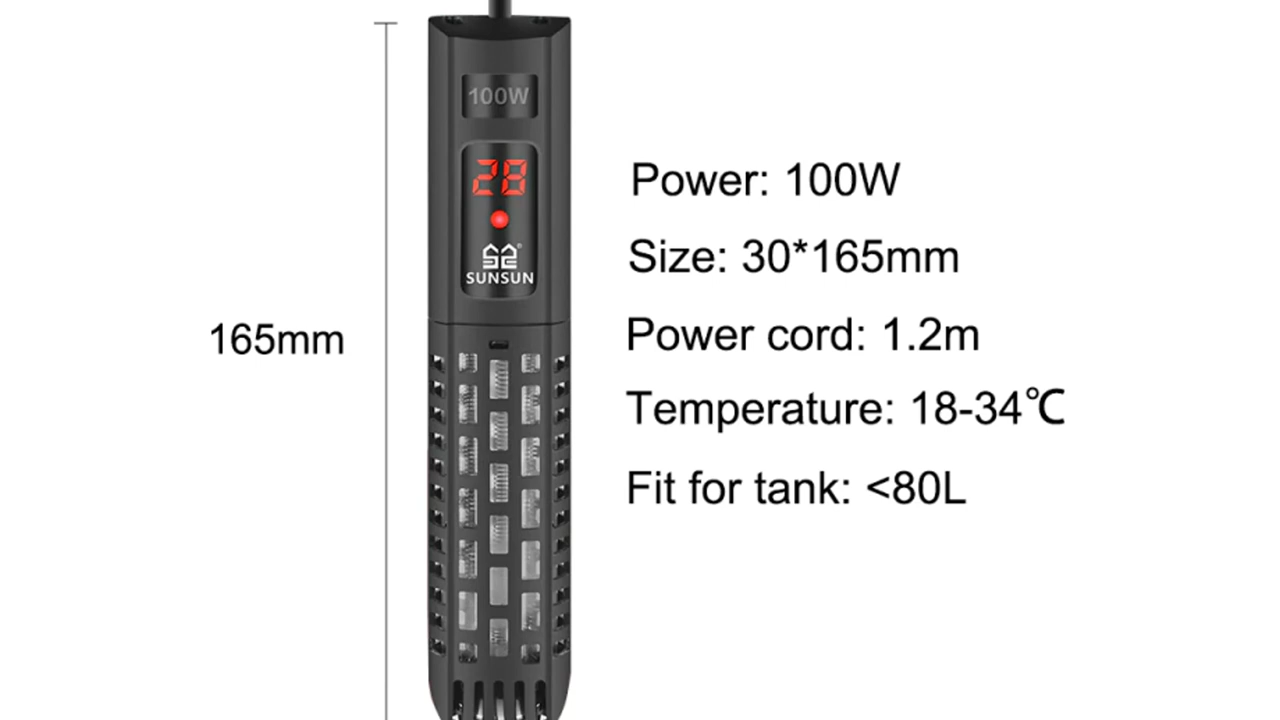 100W
28
SUNSUN
165mm
Power: 100W
Size: 30*165mm
Power cord: 1.2m
Temperature: 18-34℃
Fit for tank: <80L